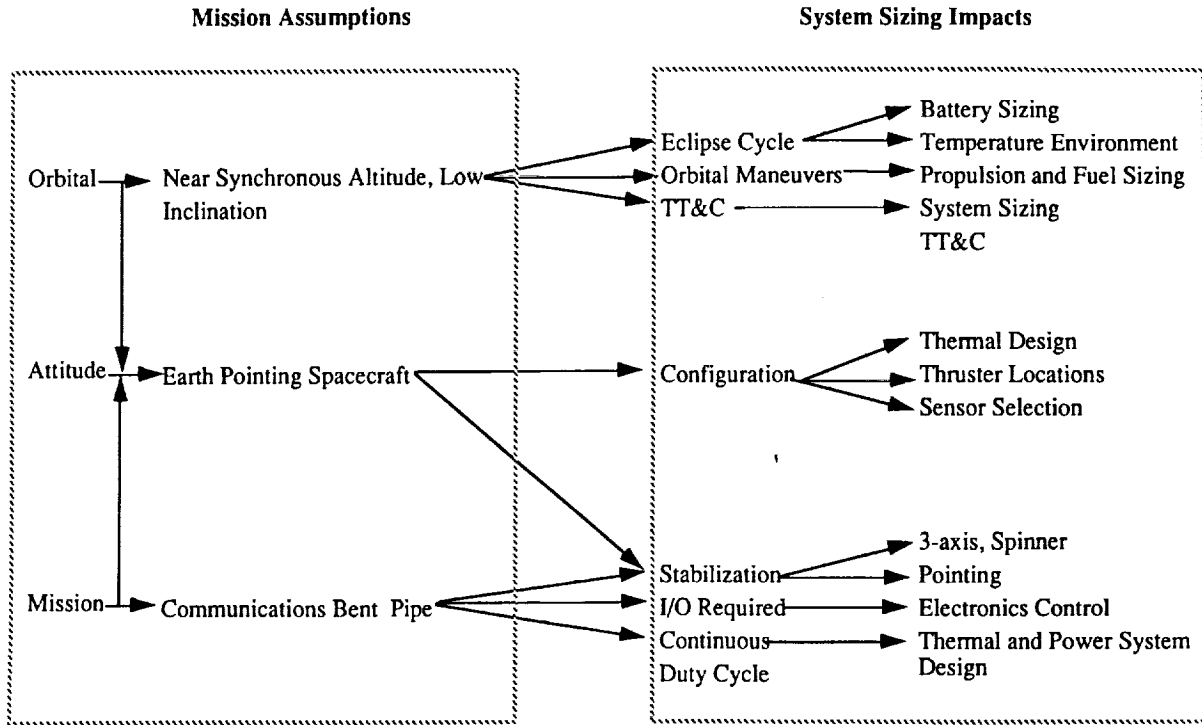 Mission Assumptions
System Sizing Impacts
Orbital
Near Synchronous Altitude, Low
Inclination
Eclipse Cycle
Orbital Maneuvers
TT&C
Battery Sizing
Temperature Environment
Propulsion and Fuel Sizing
System Sizing
TT&C
Attitude
Earth Pointing Spacecraft
Configuration
Thermal Design
Thruster Locations
Sensor Selection
Mission
Communications Bent Pipe
Stabilization
I/O Required
Continuous
Duty Cycle
3-axis, Spinner
Pointing
Electronics Control
Thermal and Power System
Design